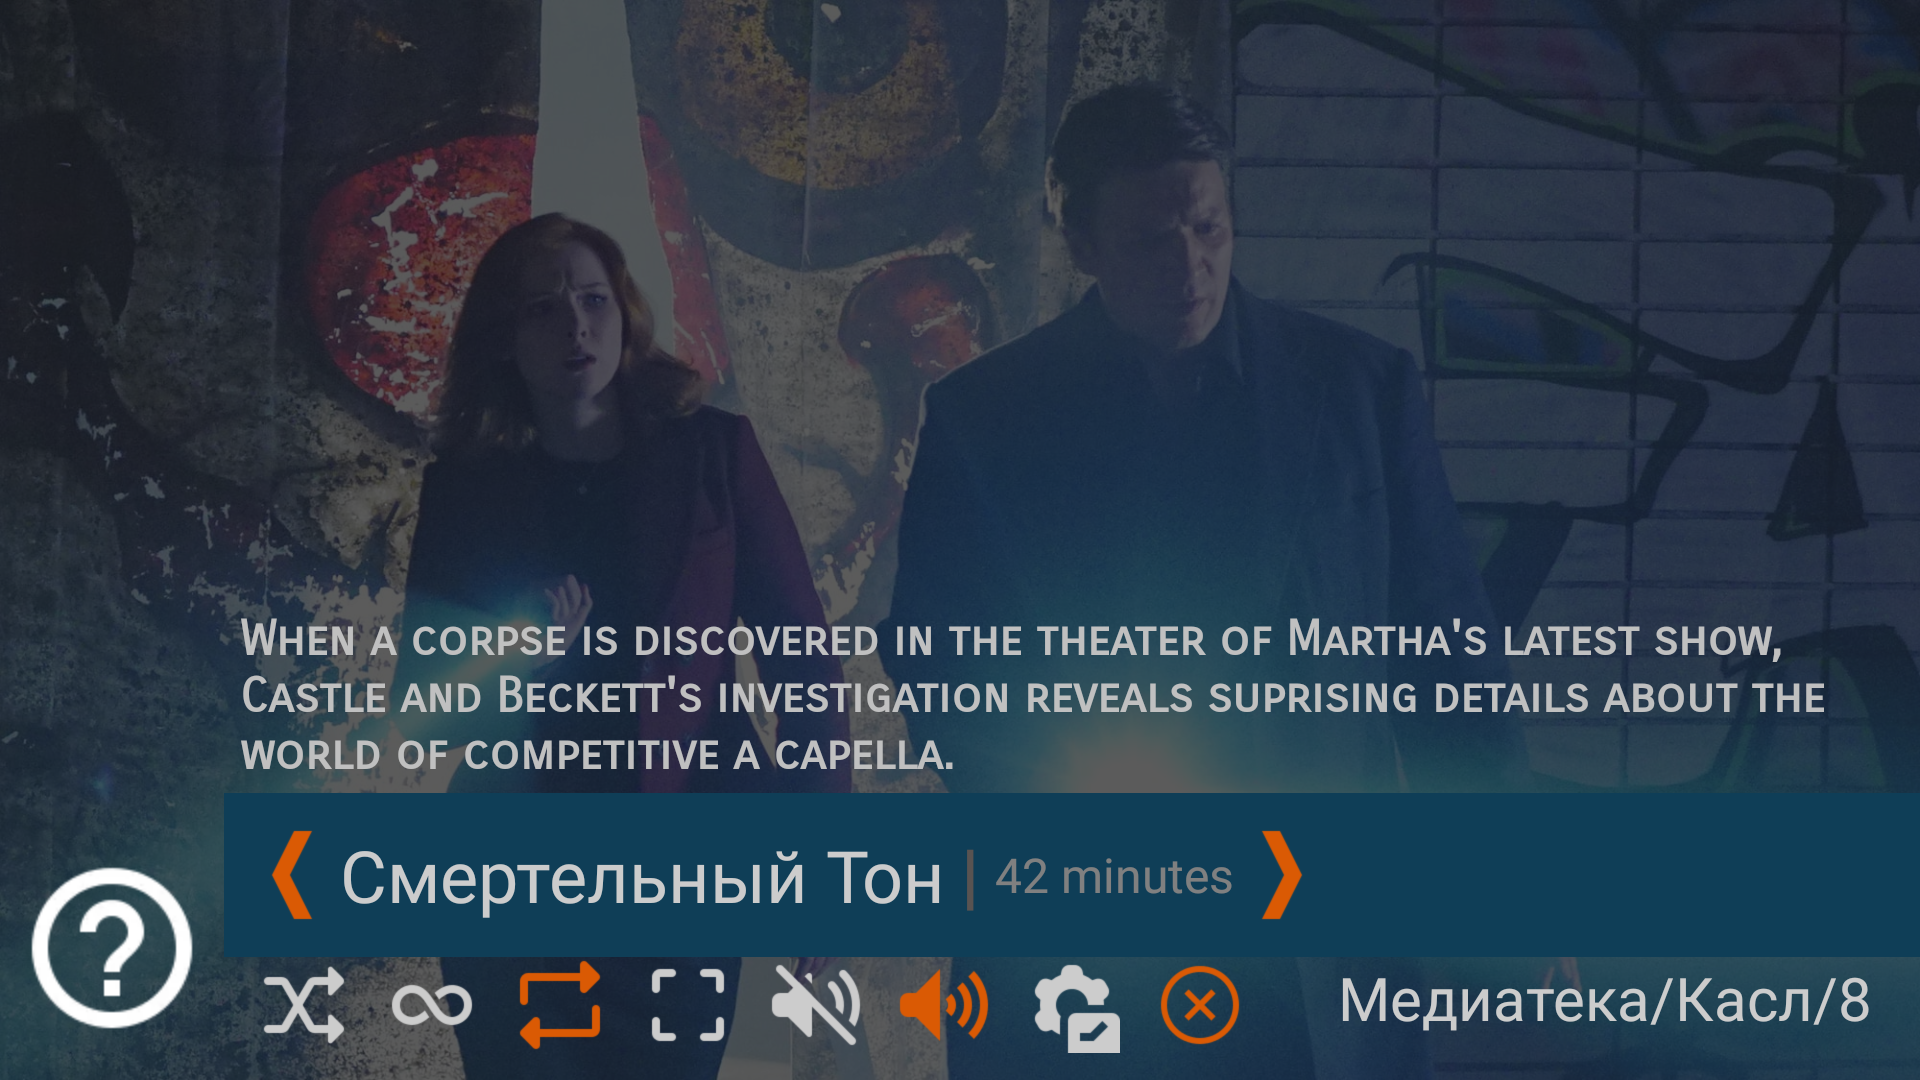 When a corpse is discovered in the theater of Martha's latest show,
Castle and Beckett's investigation reveals suprising details about the
world of competitive a capella.
Смертельный Тон | 42 minutes
Медиатека/Касл/8